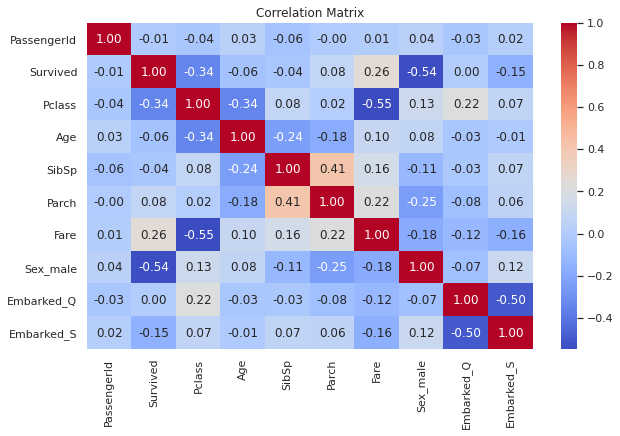 Correlation Matrix
PassengerId 1.00 -0.01 -0.04 0.03 -0.06 -0.00 0.01 0.04 -0.03 0.02
Survived -0.01 1.00 -0.34 -0.06 -0.04 0.08 0.26 -0.54 0.00 -0.15
Pclass -0.04 -0.34 1.00 -0.34 0.08 0.02 -0.55 0.13 0.22 0.07
Age 0.03 -0.06 -0.34 1.00 -0.24 -0.18 0.10 0.08 -0.03 -0.01
SibSp -0.06 -0.04 0.08 -0.24 1.00 0.41 0.16 -0.11 -0.03 0.07
Parch -0.00 0.08 0.02 -0.18 0.41 1.00 0.22 -0.25 -0.08 0.06
Fare 0.01 0.26 -0.55 0.10 0.16 0.22 1.00 -0.18 -0.12 -0.16
Sex_male 0.04 -0.54 0.13 0.08 -0.11 -0.25 -0.18 1.00 -0.07 0.12
Embarked_Q -0.03 0.00 0.22 -0.03 -0.03 -0.08 -0.12 -0.07 1.00 -0.50
Embarked_S 0.02 -0.15 0.07 -0.01 0.07 0.06 -0.16 0.12 -0.50 1.00
PassengerId Survived Pclass Age SibSp Parch Fare Sex_male Embarked_Q Embarked_S
1.0
0.8
0.6
0.4
0.2
0.0
-0.2
-0.4